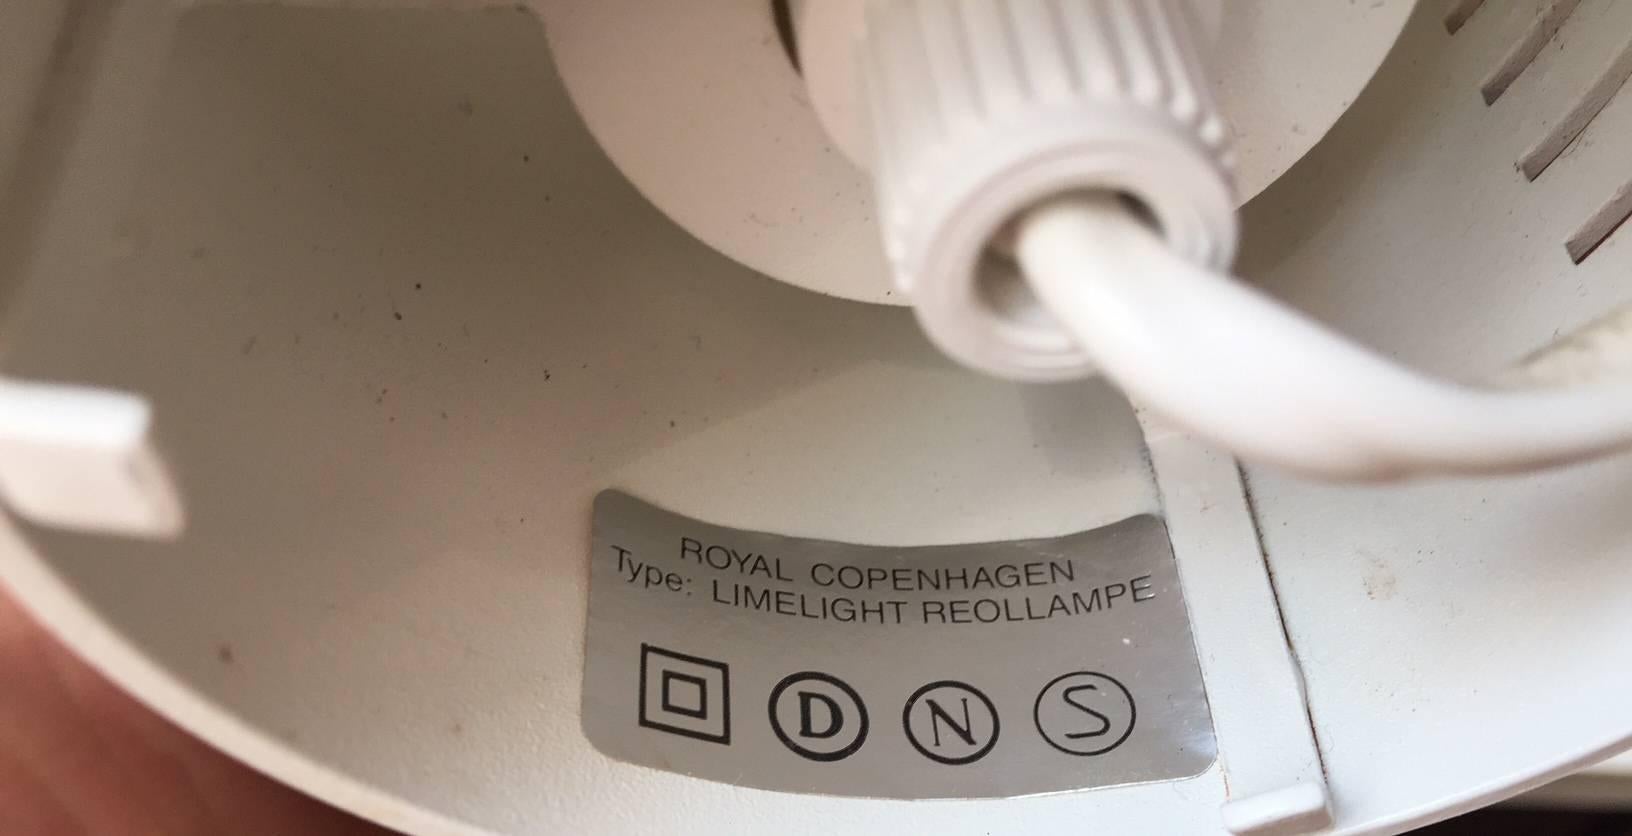 ROYAL COPENHAGEN
Type: LIMELIGHT REOLLAMPE
D N S